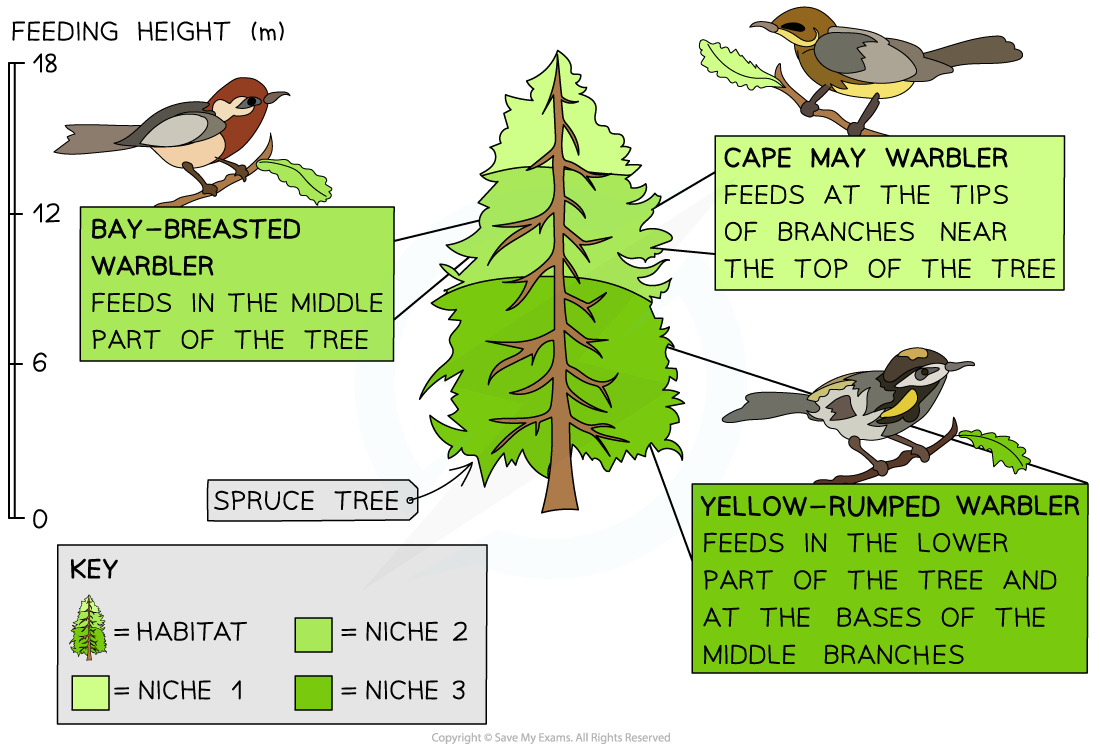 FEEDING HEIGHT (m)
18
12
6
0
BAY-BREASTED
WARBLER
FEEDS IN THE MIDDLE
PART OF THE TREE
CAPE MAY WARBLER
FEEDS AT THE TIPS
OF BRANCHES NEAR
THE TOP OF THE TREE
SPRUCE TREE
YELLOW-RUMPED WARBLER
FEEDS IN THE LOWER
PART OF THE TREE AND
AT THE BASES OF THE
MIDDLE BRANCHES
KEY
= HABITAT
= NICHE 2
= NICHE 1
= NICHE 3
Copyright © Save My Exams. All Rights Reserved